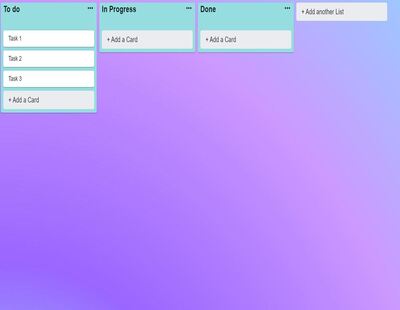 To do
Task 1
Task 2
Task 3
+ Add a Card
In Progress
+ Add a Card
Done
+ Add a Card
+ Add another List